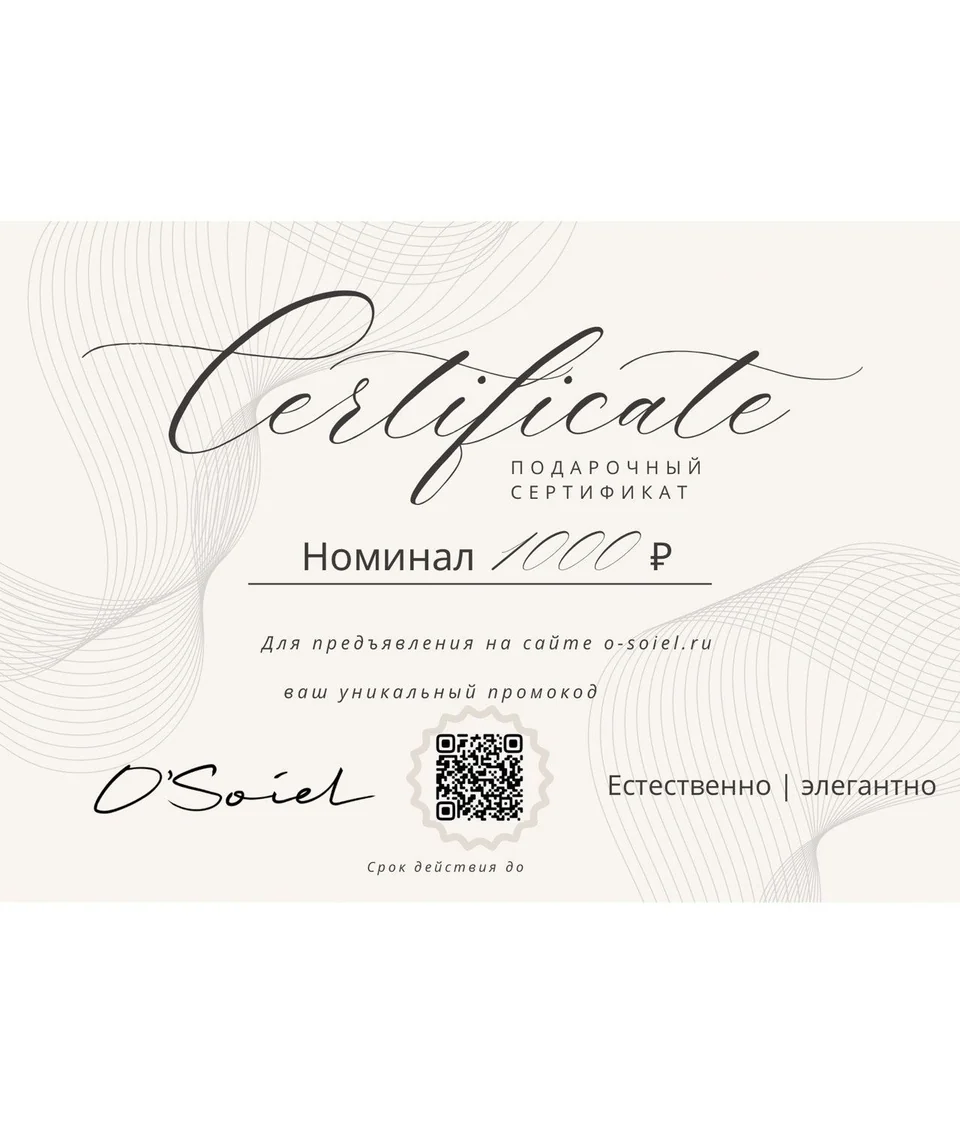 Certificate
ПОДАРОЧНЫЙ
СЕРТИФИКАТ
Номинал 1000 ₽
Для предъявления на сайте o-soiel.ru
ваш уникальный промокод
O'Soiel
Естественно | элегантно
Срок действия до